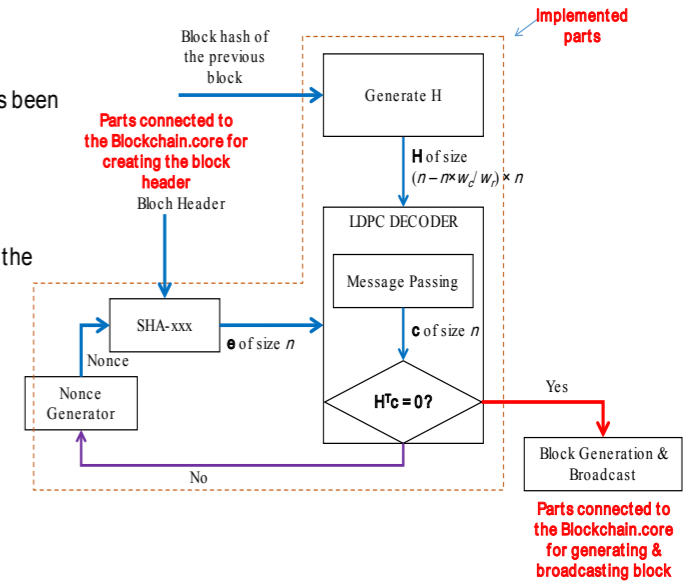 Implemented
parts
Block hash of
the previous
block
s been
Generate H
Parts connected to
the Blockchain.core for
creating the block
header
Bloch Header
H of size
(n – n×w_c/ w_r) × n
LDPC DECODER
the
Message Passing
SHA-xxx
e of size n
c of size n
Nonce
Nonce
Generator
HᵀC = 0?
Yes
No
Block Generation &
Broadcast
Parts connected to
the Blockchain.core
for generating &
broadcasting block